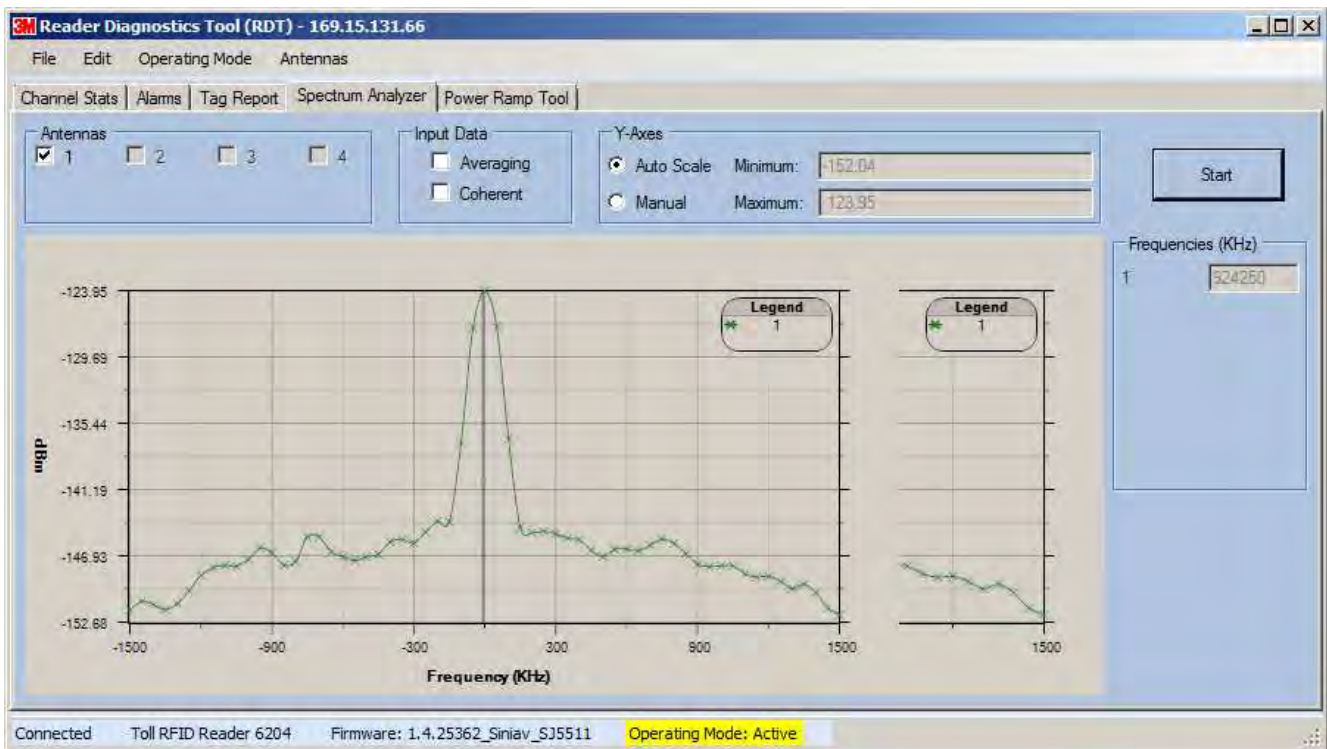 3M Reader Diagnostics Tool (RDT) - 169.15.131.66
File Edit Operating Mode Antennas
Channel Stats Alarms Tag Report Spectrum Analyzer Power Ramp Tool
Antennas
1 2 3 4
Input Data
Averaging
Coherent
Y-Axes
Auto Scale Minimum: -152.04
Manual Maximum: -123.95
Start
Frequencies (KHz)
1 924250
dBm
-123.95
-129.69
-135.44
-141.19
-146.93
-152.68
Legend
1
Legend
1
-1500 -900 -300 300 900 1500 1500
Frequency (KHz)
Connected Toll RFID Reader 6204 Firmware: 1.4.25362_Siniav_SJ5511 Operating Mode: Active